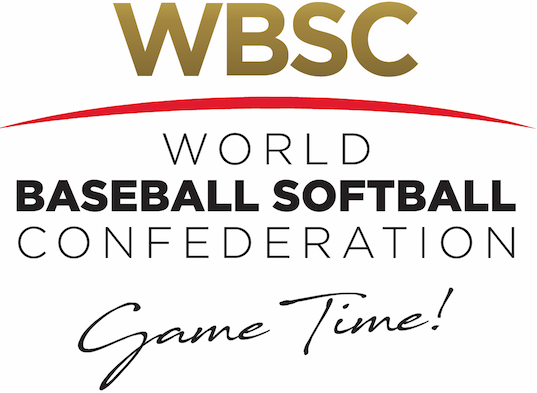 WBSC
WORLD
BASEBALL SOFTBALL
CONFEDERATION
Game Time!